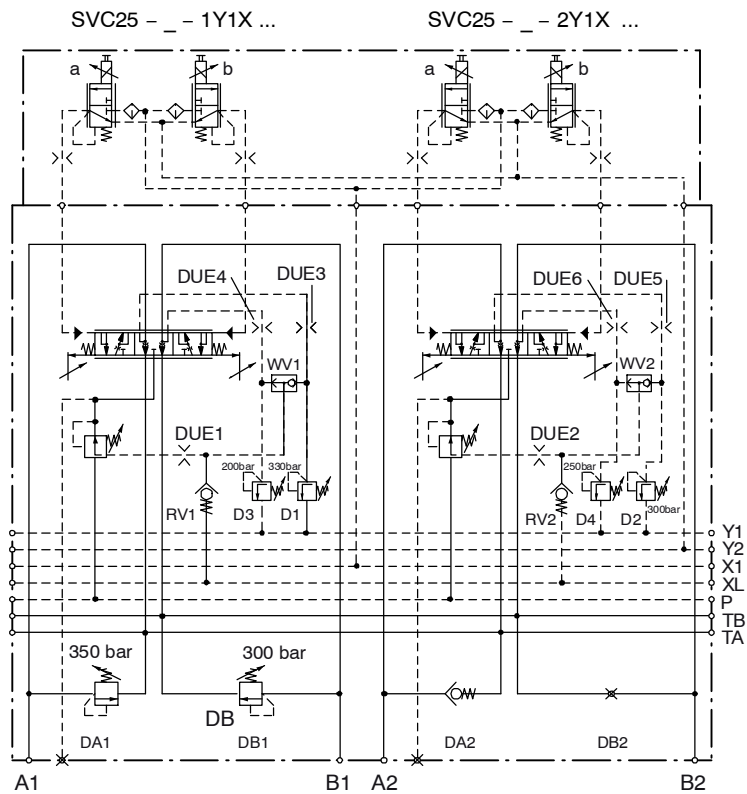 SVC25 – _ – 1Y1X ... SVC25 – _ – 2Y1X ...
a b a b
DUE4 DUE3 DUE6 DUE5
WV1 WV2
DUE1 DUE2
200bar 330bar 250bar
300bar
RV1 D3 D1 RV2 D4 D2
Y1
Y2
X1
XL
P
TB
TA
350 bar 300 bar
DB
DA1 DB1 DA2 DB2
A1 B1 A2 B2